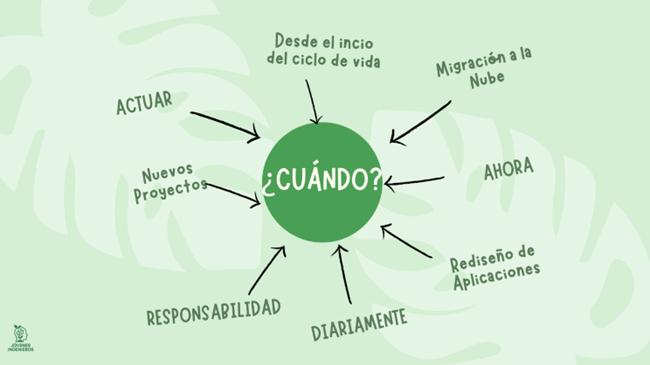 Desde el incio
del ciclo de vida
Migración a la
Nube
ACTUAR
Nuevos
Proyectos
¿CUÁNDO?
AHORA
Rediseño de
Aplicaciones
RESPONSABILIDAD
DIARIAMENTE
JÓVENES
INGENIEROS